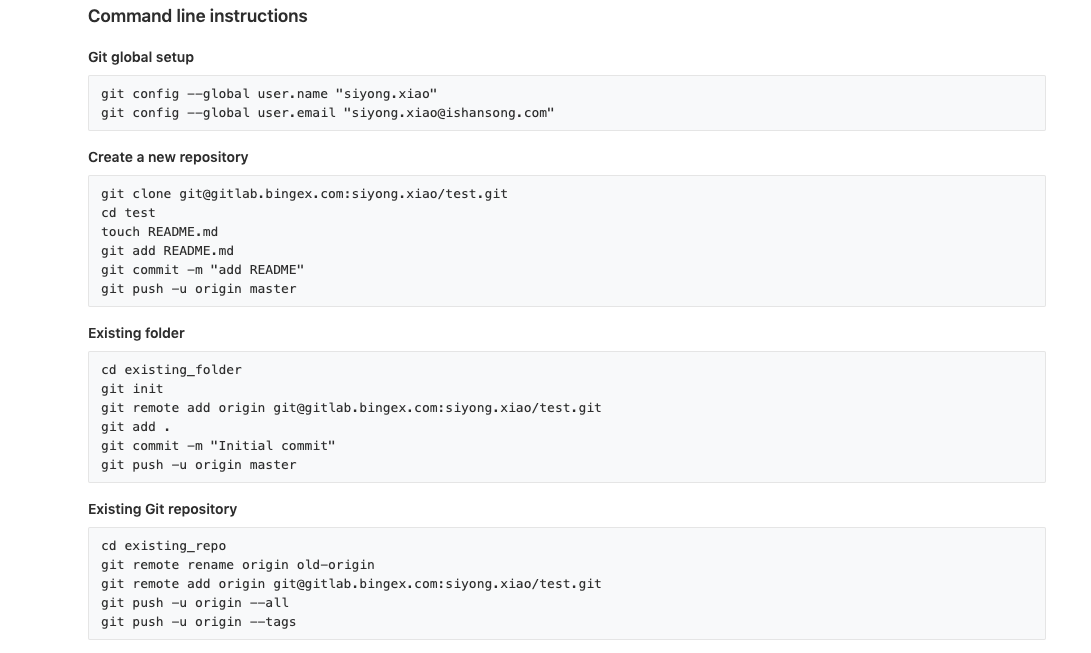 Command line instructions
Git global setup
git config --global user.name "siyong.xiao"
git config --global user.email "siyong.xiao@ishansong.com"
Create a new repository
git clone git@gitlab.bingex.com:siyong.xiao/test.git
cd test
touch README.md
git add README.md
git commit -m "add README"
git push -u origin master
Existing folder
cd existing_folder
git init
git remote add origin git@gitlab.bingex.com:siyong.xiao/test.git
git add .
git commit -m "Initial commit"
git push -u origin master
Existing Git repository
cd existing_repo
git remote rename origin old-origin
git remote add origin git@gitlab.bingex.com:siyong.xiao/test.git
git push -u origin --all
git push -u origin --tags